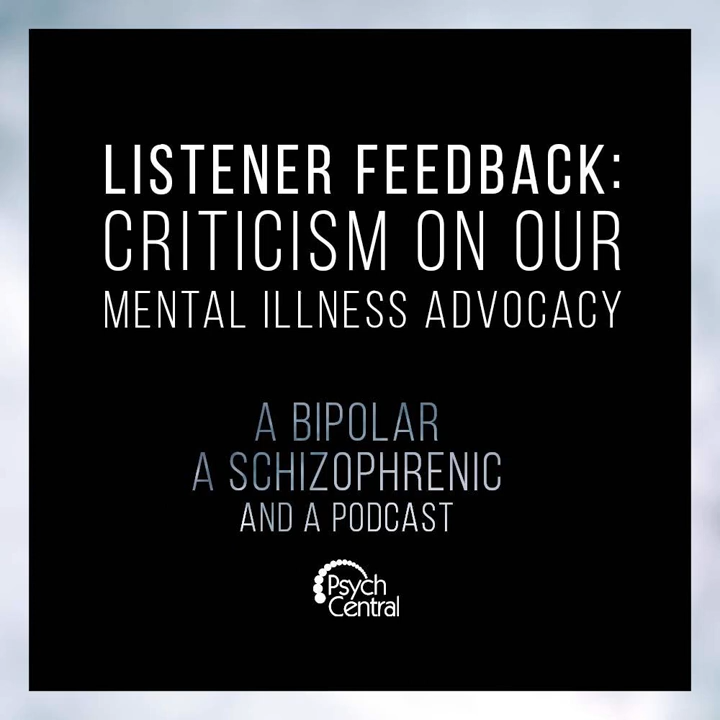 LISTENER FEEDBACK:
CRITICISM ON OUR
MENTAL ILLNESS ADVOCACY
A BIPOLAR
A SCHIZOPHRENIC
AND A PODCAST
Psych
Central